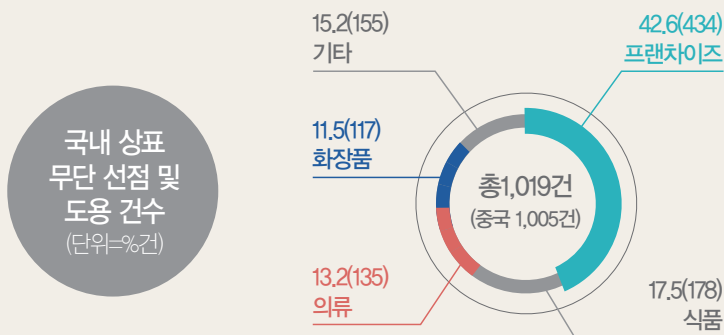 국내 상표
무단 선점 및
도용 건수
(단위=%건)
15.2(155)
기타
42.6(434)
프랜차이즈
11.5(117)
화장품
총1,019건
(중국 1,005건)
13.2(135)
의류
17.5(178)
식품